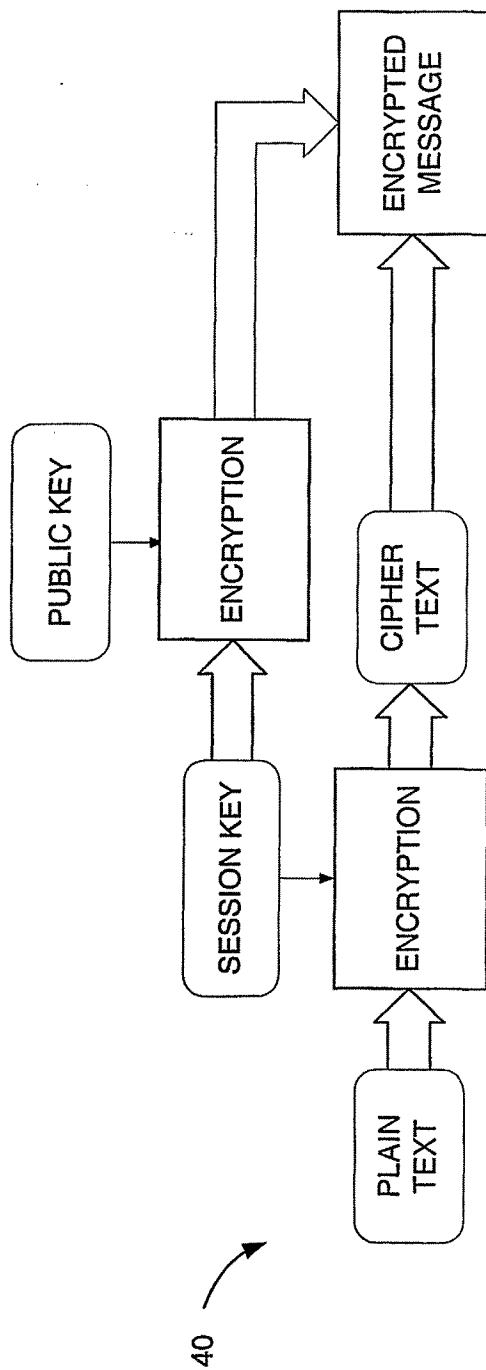 PUBLIC KEY
SESSION KEY
ENCRYPTION
PLAIN
TEXT
ENCRYPTION
CIPHER
TEXT
ENCRYPTED
MESSAGE
40